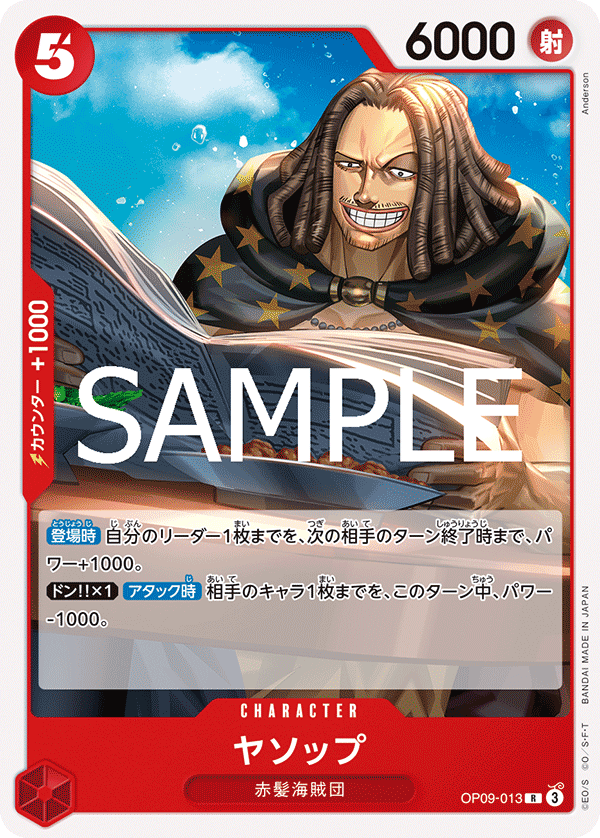 5
6000
射
Anderson
カウンター +1000
SAMPLE
登場時 自分のリーダー1枚までを、次の相手のターン終了時まで、パ
ワー+1000。
ドン!!×1 アタック時 相手のキャラ1枚までを、このターン中、パワー
-1000。
CHARACTER
ヤソップ
赤髪海賊団
OP09-013 R 3
©E.O/S ©O/S・F・T BANDAI MADE IN JAPAN